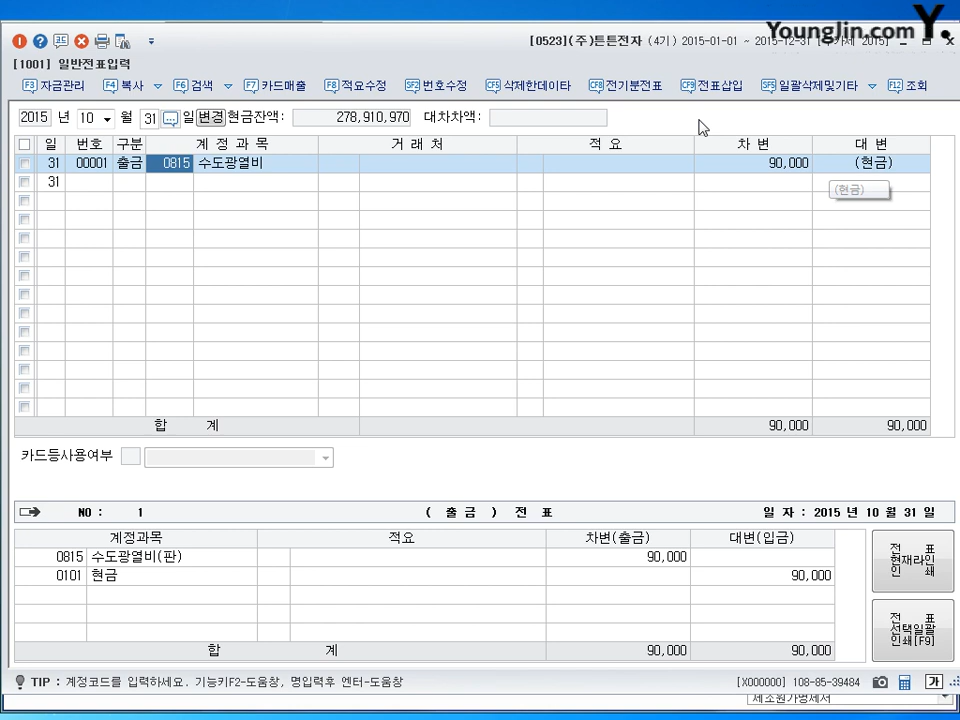 YoungJin.com Y.
[0523](주)튼튼전자 (4기) 2015-01-01 ~ 2015-12-31 [부가세 2015]
[1001] 일반전표입력
F3 자금관리 F4 복사 F6 검색 F7 카드매출 F8 적요수정 SF2 번호수정 CF5 삭제한데이타 CF8 전기분전표 CF9 전표삽입 SF5 일괄삭제및기타 F12 조회
2015 년 10 월 31 ... 일 변경 현금잔액: 278,910,970 대차차액:
일 번호 구분 계 정 과 목 거 래 처 적 요 차 변 대 변
31 00001 출금 0815 수도광열비 90,000 (현금)
31
(현금)
합 계 90,000 90,000
카드등사용여부
NO : 1 ( 출 금 ) 전 표 일 자 : 2015 년 10 월 31 일
계정과목 적요 차변(출금) 대변(입금)
0815 수도광열비(판) 90,000
0101 현금 90,000
합 계 90,000 90,000
전 표
현재라인
인 쇄
전 표
선택일괄
인쇄[F9]
TIP : 계정코드를 입력하세요. 기능키F2-도움창, 명입력후 엔터-도움창
[X000000] 108-85-39484 가
제조원가명세서